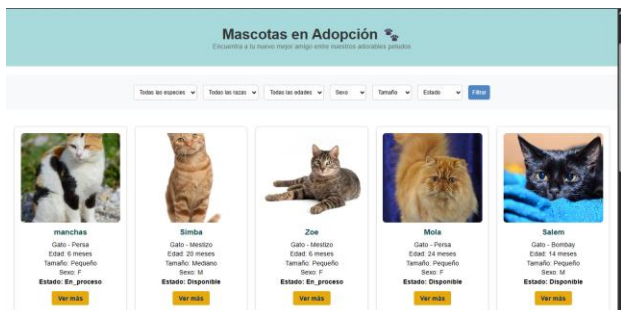 Mascotas en Adopción
Encuentra a tu nuevo mejor amigo entre nuestros adorables peludos
Todas las especies Todas las razas Todas las edades Sexo Tamaño Estado Filtrar
manchas
Gato - Persa
Edad: 6 meses
Tamaño: Pequeño
Sexo: F
Estado: En_proceso
Ver más
Simba
Gato - Mestizo
Edad: 20 meses
Tamaño: Mediano
Sexo: M
Estado: Disponible
Ver más
Zoe
Gato - Mestizo
Edad: 6 meses
Tamaño: Pequeño
Sexo: F
Estado: En_proceso
Ver más
Mola
Gato - Persa
Edad: 24 meses
Tamaño: Pequeño
Sexo: F
Estado: Disponible
Ver más
Salem
Gato - Bombay
Edad: 14 meses
Tamaño: Pequeño
Sexo: M
Estado: Disponible
Ver más